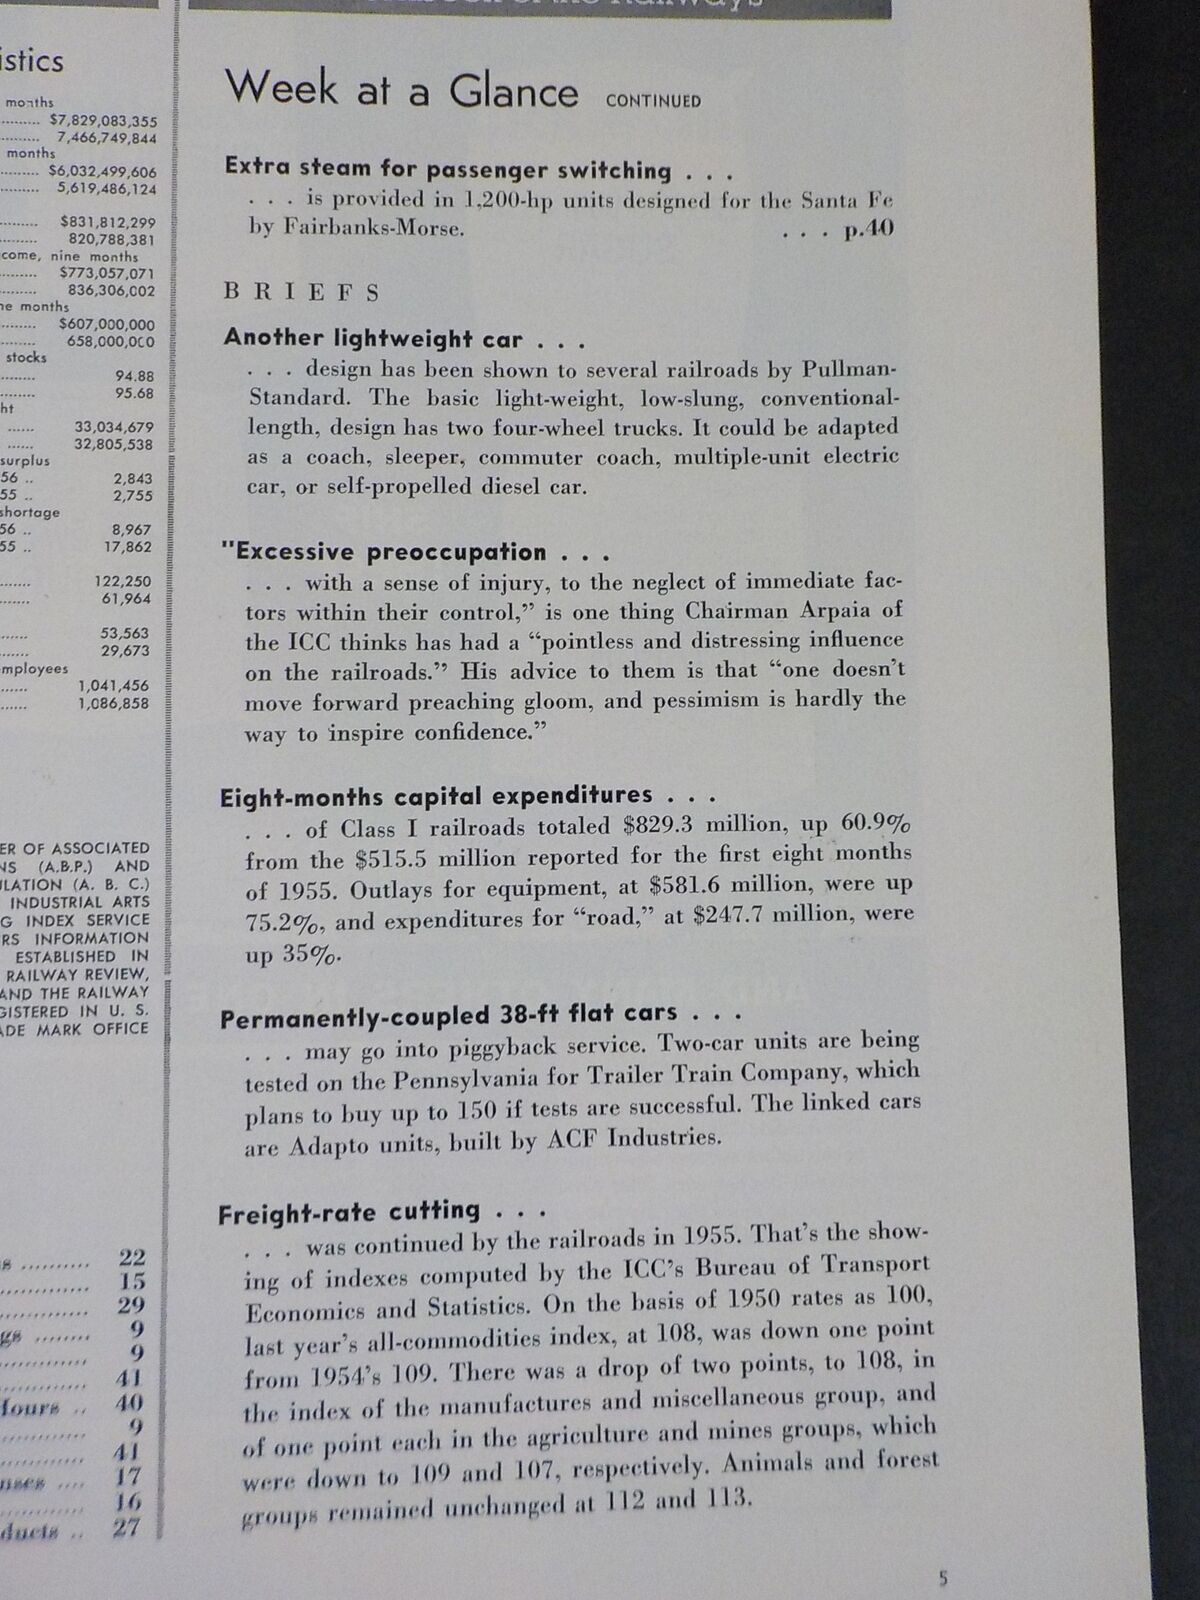 of the Railways
istics
months
......... $7,829,083,355
......... 7,466,749,844
months
......... $6,032,499,606
......... 5,619,486,124
......... $831,812,299
......... 820,788,381
come, nine months
......... $773,057,071
......... 836,306,002
ne months
......... $607,000,000
......... 658,000,000
stocks
......... 94.88
......... 95.68
ht
...... 33,034,679
...... 32,805,538
surplus
56 .. 2,843
55 .. 2,755
shortage
56 .. 8,967
55 .. 17,862
....... 122,250
....... 61,964
....... 53,563
....... 29,673
mployees
....... 1,041,456
....... 1,086,858
ER OF ASSOCIATED
NS (A.B.P.) AND
ULATION (A. B. C.)
INDUSTRIAL ARTS
G INDEX SERVICE
RS INFORMATION
ESTABLISHED IN
RAILWAY REVIEW,
AND THE RAILWAY
GISTERED IN U. S.
ADE MARK OFFICE
s .......... 22
............. 15
............. 29
gs ........ 9
............. 9
............. 41
Hours .. 40
............. 9
............. 41
nses .... 17
............. 16
ducts .. 27
Week at a Glance CONTINUED
Extra steam for passenger switching . . .
. . . is provided in 1,200-hp units designed for the Santa Fe
by Fairbanks-Morse. . . . p.40
BRIEFS
Another lightweight car . . .
. . . design has been shown to several railroads by Pullman-
Standard. The basic light-weight, low-slung, conventional-
length, design has two four-wheel trucks. It could be adapted
as a coach, sleeper, commuter coach, multiple-unit electric
car, or self-propelled diesel car.
"Excessive preoccupation . . .
. . . with a sense of injury, to the neglect of immediate fac-
tors within their control,” is one thing Chairman Arpaia of
the ICC thinks has had a “pointless and distressing influence
on the railroads.” His advice to them is that “one doesn’t
move forward preaching gloom, and pessimism is hardly the
way to inspire confidence.”
Eight-months capital expenditures . . .
. . . of Class I railroads totaled $829.3 million, up 60.9%
from the $515.5 million reported for the first eight months
of 1955. Outlays for equipment, at $581.6 million, were up
75.2%, and expenditures for “road,” at $247.7 million, were
up 35%.
Permanently-coupled 38-ft flat cars . . .
. . . may go into piggyback service. Two-car units are being
tested on the Pennsylvania for Trailer Train Company, which
plans to buy up to 150 if tests are successful. The linked cars
are Adapto units, built by ACF Industries.
Freight-rate cutting . . .
. . . was continued by the railroads in 1955. That’s the show-
ing of indexes computed by the ICC’s Bureau of Transport
Economics and Statistics. On the basis of 1950 rates as 100,
last year’s all-commodities index, at 108, was down one point
from 1954’s 109. There was a drop of two points, to 108, in
the index of the manufactures and miscellaneous group, and
of one point each in the agriculture and mines groups, which
were down to 109 and 107, respectively. Animals and forest
groups remained unchanged at 112 and 113.
5